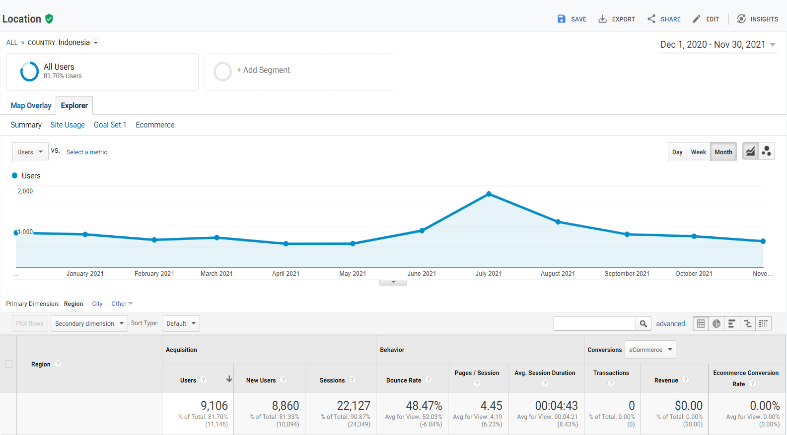 Location
SAVE EXPORT SHARE EDIT INSIGHTS
ALL » COUNTRY: Indonesia
Dec 1, 2020 - Nov 30, 2021
All Users
81.70% Users
+ Add Segment
Map Overlay Explorer
Summary Site Usage Goal Set 1 Ecommerce
Users VS. Select a metric
Day Week Month
Users
2,000
1,000
... January 2021 February 2021 March 2021 April 2021 May 2021 June 2021 July 2021 August 2021 September 2021 October 2021 Nove...
Primary Dimension: Region City Other
Plot Rows Secondary dimension Sort Type: Default advanced
Acquisition Behavior Conversions eCommerce
Region ? Users ? New Users ? Sessions ? Bounce Rate ? Pages / Session ? Avg. Session Duration ? Transactions ? Revenue ? Ecommerce Conversion Rate ?
9,106 8,860 22,127 48.47% 4.45 00:04:43 0 $0.00 0.00%
% of Total: 81.70% % of Total: 81.33% % of Total: 90.87% Avg for View: 52.03% Avg for View: 4.19 Avg for View: 00:04:21 % of Total: 0.00% % of Total: 0.00% Avg for View: 0.00%
(11,146) (10,894) (24,349) (-6.84%) (6.23%) (8.43%) (0) ($0.00) (0.00%)